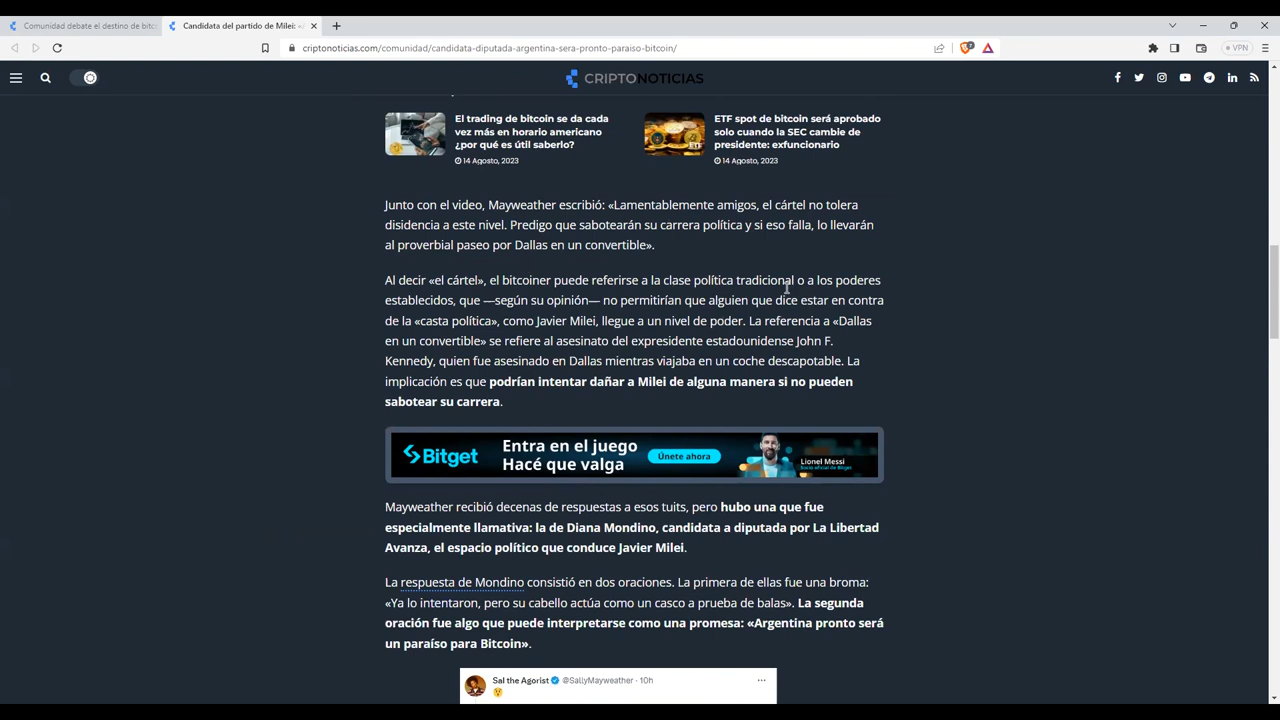 Comunidad debate el destino de bitc
Candidata del partido de Milei: «A
criptonoticias.com/comunidad/candidata-diputada-argentina-sera-pronto-paraiso-bitcoin/
VPN
CRIPTONOTICIAS
El trading de bitcoin se da cada
vez más en horario americano
¿por qué es útil saberlo?
14 Agosto, 2023
ETF spot de bitcoin será aprobado
solo cuando la SEC cambie de
presidente: exfuncionario
14 Agosto, 2023
Junto con el video, Mayweather escribió: «Lamentablemente amigos, el cártel no tolera
disidencia a este nivel. Predigo que sabotearán su carrera política y si eso falla, lo llevarán
al proverbial paseo por Dallas en un convertible».
Al decir «el cártel», el bitcoiner puede referirse a la clase política tradicional o a los poderes
establecidos, que —según su opinión— no permitirían que alguien que dice estar en contra
de la «casta política», como Javier Milei, llegue a un nivel de poder. La referencia a «Dallas
en un convertible» se refiere al asesinato del expresidente estadounidense John F.
Kennedy, quien fue asesinado en Dallas mientras viajaba en un coche descapotable. La
implicación es que podrían intentar dañar a Milei de alguna manera si no pueden
sabotear su carrera.
Bitget
Entra en el juego
Hacé que valga
Únete ahora
Lionel Messi
Socio oficial de Bitget
Mayweather recibió decenas de respuestas a esos tuits, pero hubo una que fue
especialmente llamativa: la de Diana Mondino, candidata a diputada por La Libertad
Avanza, el espacio político que conduce Javier Milei.
La respuesta de Mondino consistió en dos oraciones. La primera de ellas fue una broma:
«Ya lo intentaron, pero su cabello actúa como un casco a prueba de balas». La segunda
oración fue algo que puede interpretarse como una promesa: «Argentina pronto será
un paraíso para Bitcoin».
Sal the Agorist @SallyMayweather · 10h